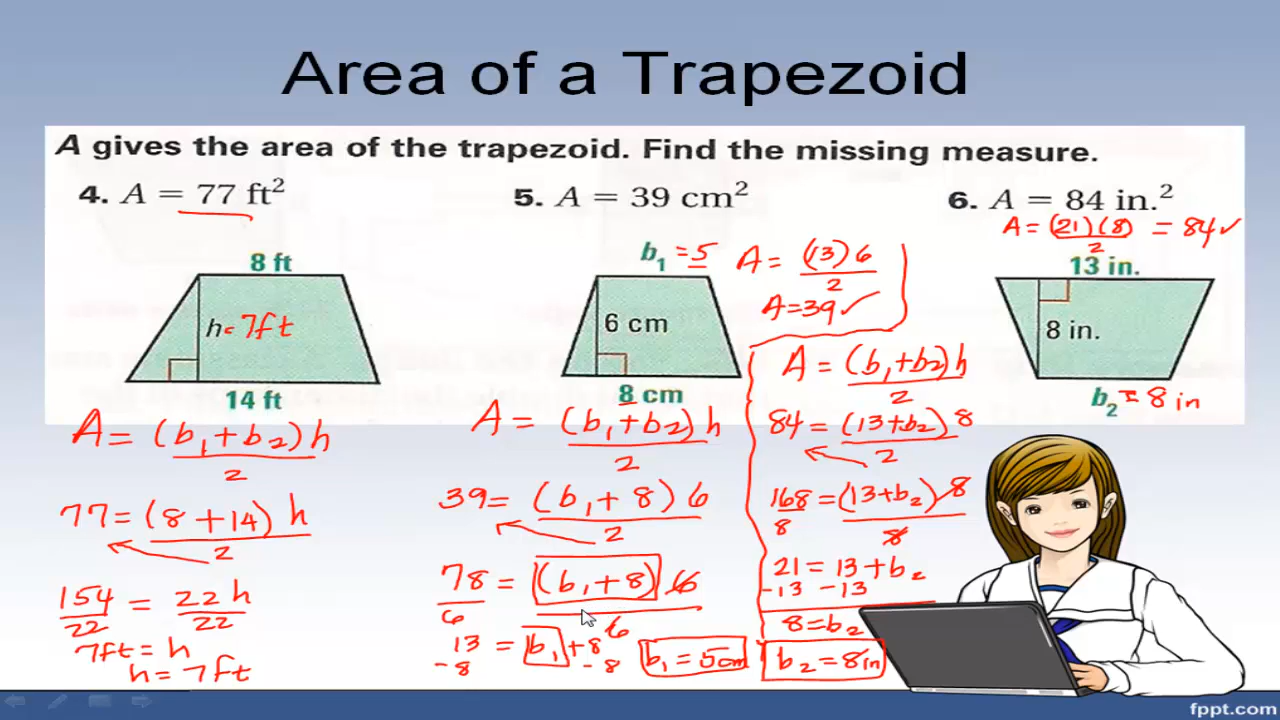 Area of a Trapezoid
A gives the area of the trapezoid. Find the missing measure.
4. A = 77 ft²
8 ft
h = 7ft
14 ft
A = (b₁ + b₂) h
2
77 = (8 + 14) h
2
154 = 22 h
22 22
7ft = h
h = 7ft
5. A = 39 cm²
b₁ = 5
6 cm
8 cm
A = (13) 6
2
A = 39 ✓
A = (b₁ + b₂) h
2
39 = (b₁ + 8) 6
2
78 = (b₁ + 8) 6
6 6
13 = b₁ + 8
-8 -8
b₁ = 5cm
6. A = 84 in.²
A = (21)(8) = 84 ✓
2
13 in.
8 in.
b₂ = 8 in
A = (b₁ + b₂) h
2
84 = (13 + b₂) 8
2
168 = (13 + b₂) 8
8 8
21 = 13 + b₂
-13 -13
8 = b₂
b₂ = 8in
fppt.com